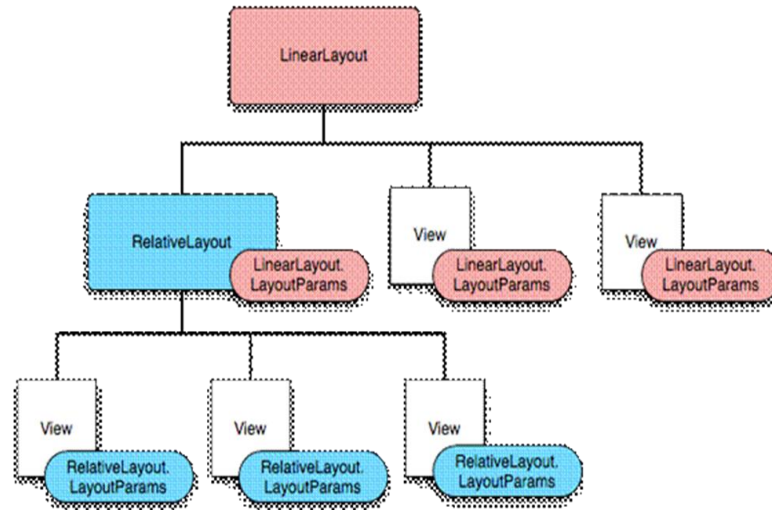 LinearLayout
RelativeLayout
LinearLayout.
LayoutParams
View
LinearLayout.
LayoutParams
View
LinearLayout.
LayoutParams
View
RelativeLayout.
LayoutParams
View
RelativeLayout.
LayoutParams
View
RelativeLayout.
LayoutParams